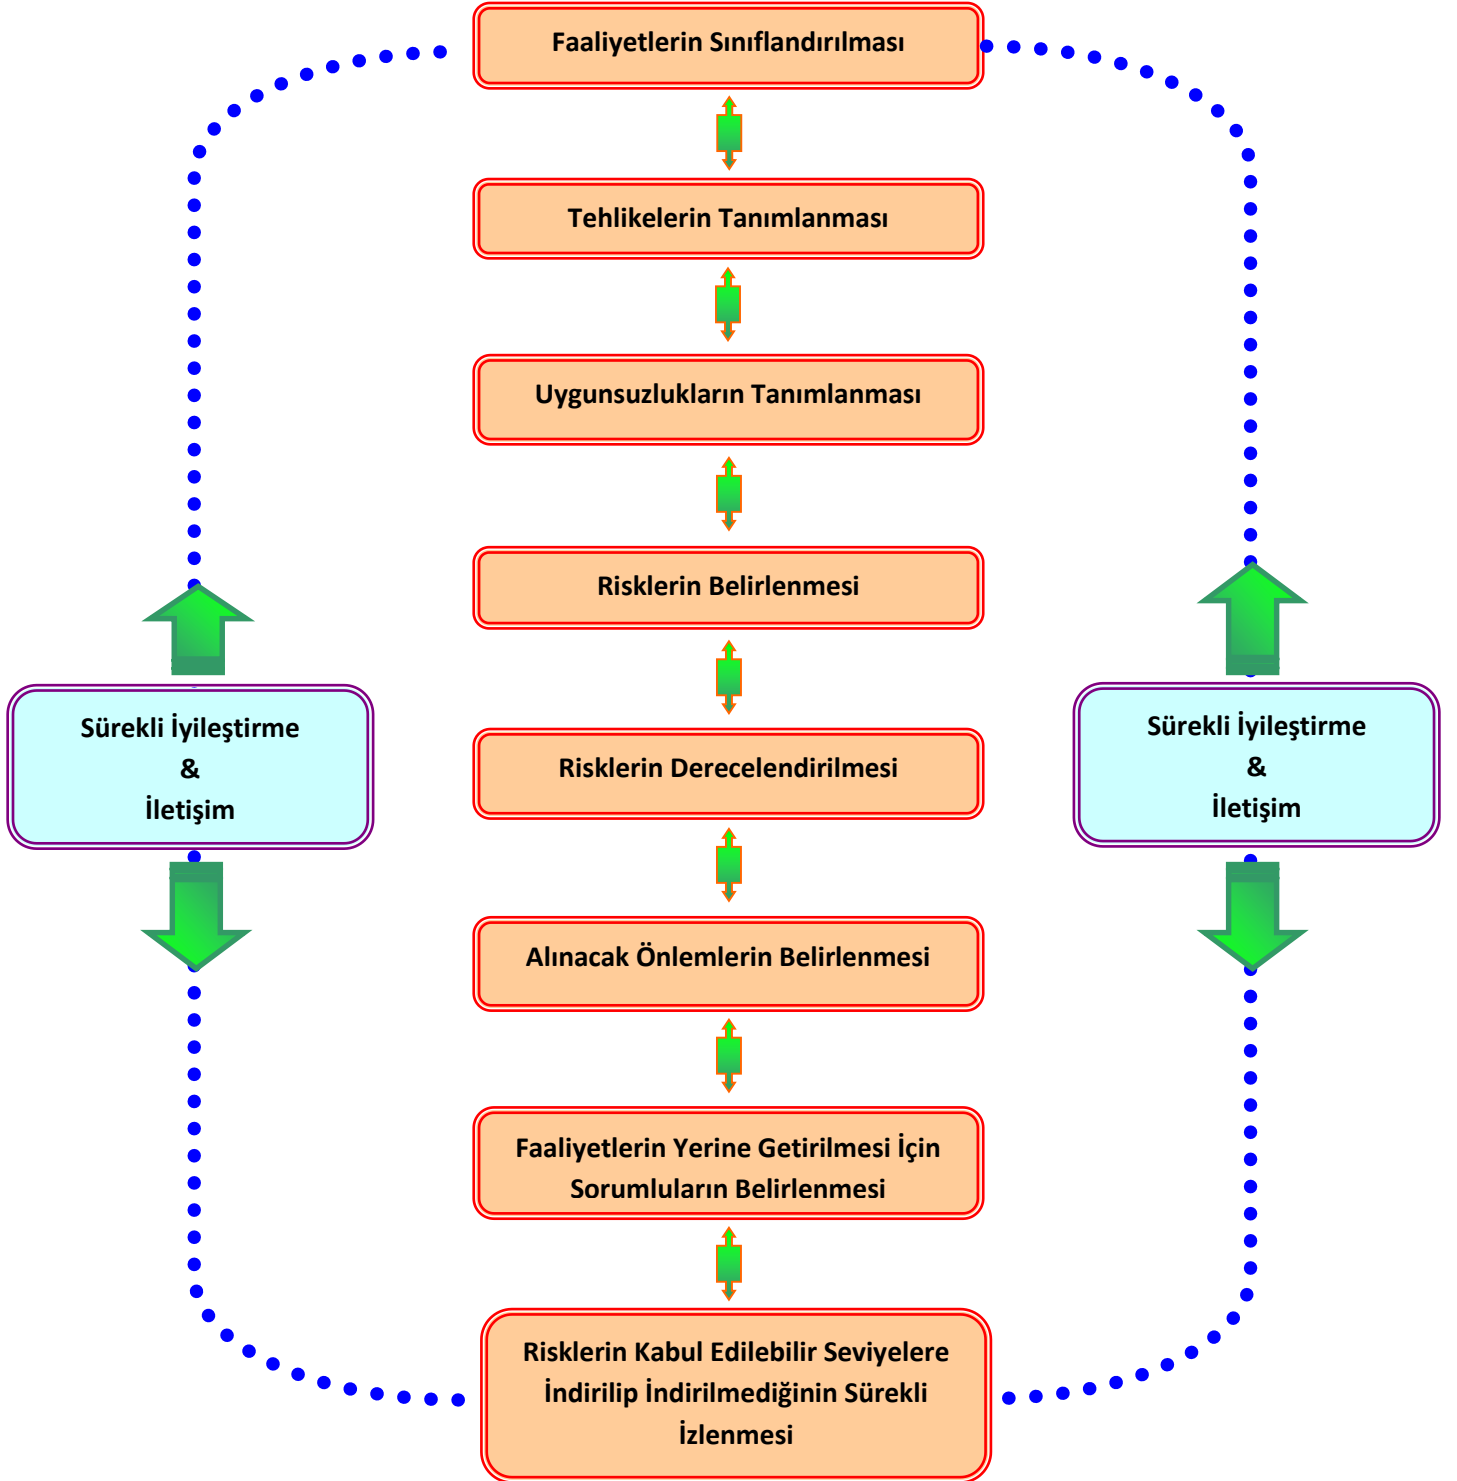 Faaliyetlerin Sınıflandırılması
Tehlikelerin Tanımlanması
Uygunsuzlukların Tanımlanması
Risklerin Belirlenmesi
Sürekli İyileştirme
&
İletişim
Risklerin Derecelendirilmesi
Sürekli İyileştirme
&
İletişim
Alınacak Önlemlerin Belirlenmesi
Faaliyetlerin Yerine Getirilmesi İçin
Sorumluların Belirlenmesi
Risklerin Kabul Edilebilir Seviyelere
İndirilip İndirilmediğinin Sürekli
İzlenmesi